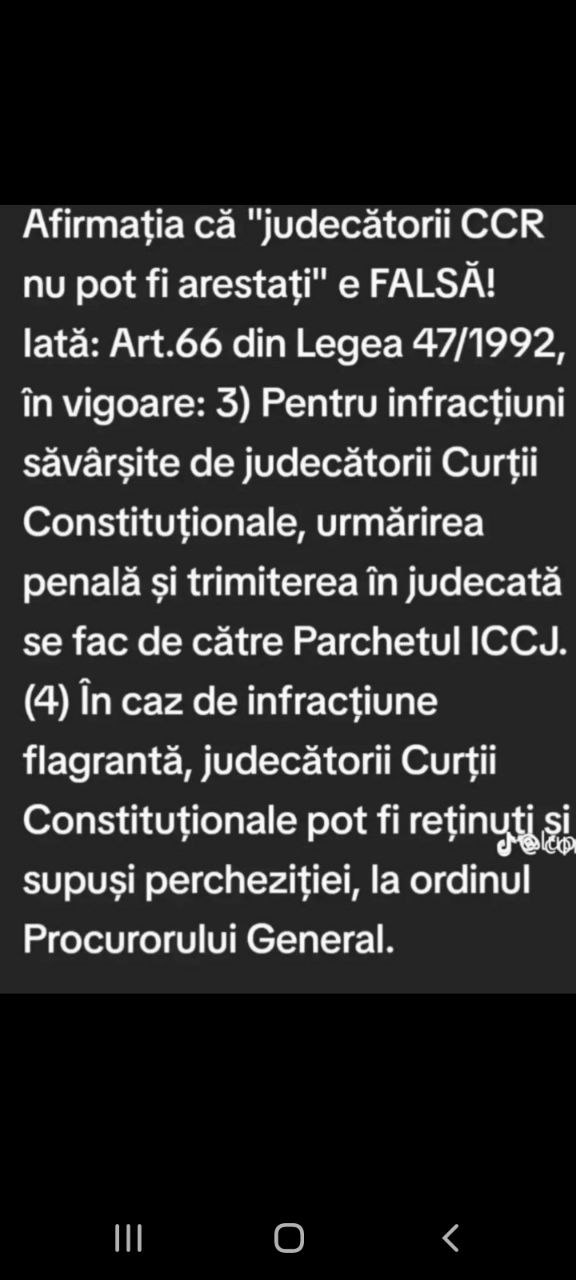 Afirmația că "judecătorii CCR
nu pot fi arestați" e FALSĂ!
Iată: Art.66 din Legea 47/1992,
în vigoare: 3) Pentru infracțiuni
săvârșite de judecătorii Curții
Constituționale, urmărirea
penală și trimiterea în judecată
se fac de către Parchetul ICCJ.
(4) În caz de infracțiune
flagrantă, judecătorii Curții
Constituționale pot fi reținuți și
supuși percheziției, la ordinul
Procurorului General.